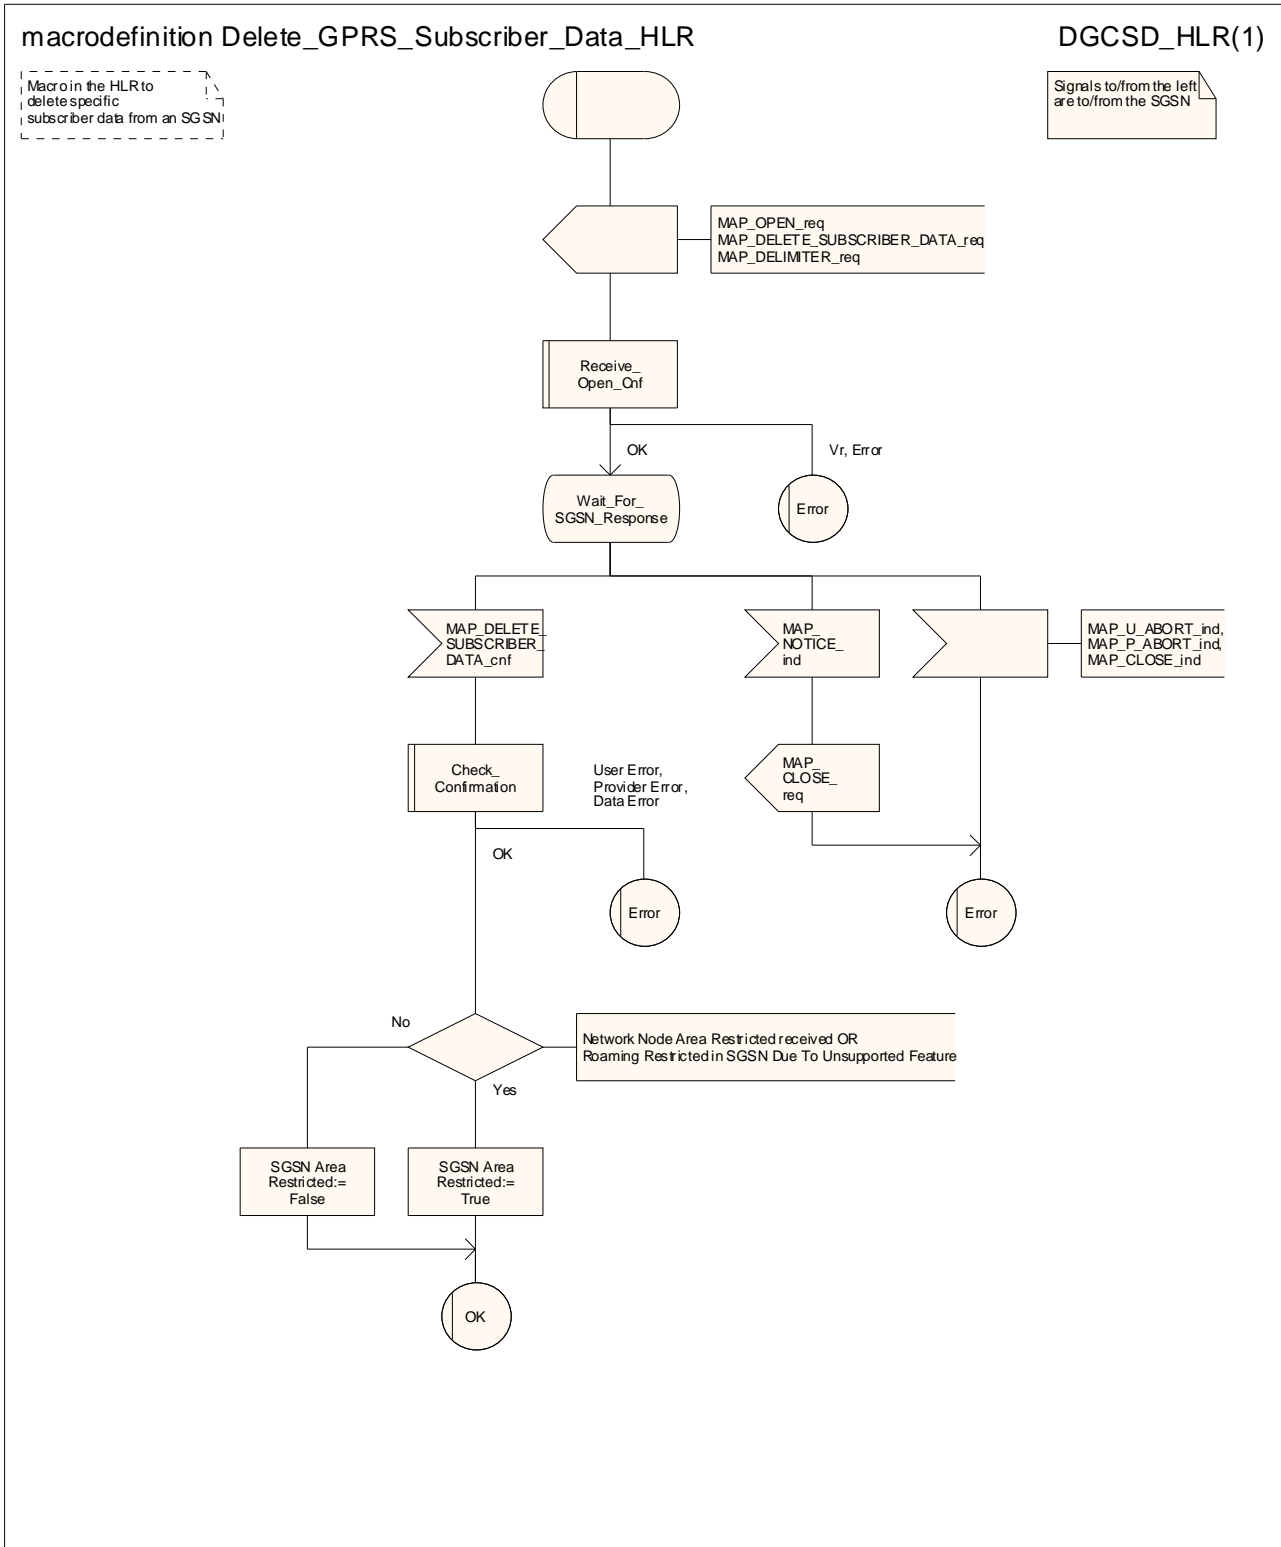 macrodefinition Delete_GPRS_Subscriber_Data_HLR
DGCSD_HLR(1)
Macro in the HLR to
delete specific
subscriber data from an SGSN
Signals to/from the left
are to/from the SGSN
MAP_OPEN_req
MAP_DELETE_SUBSCRIBER_DATA_req
MAP_DELIMITER_req
Receive_
Open_Cnf
OK
Vr, Error
Wait_For_
SGSN_Response
Error
MAP_DELETE_
SUBSCRIBER_
DATA_cnf
MAP_
NOTICE_
ind
MAP_U_ABORT_ind,
MAP_P_ABORT_ind,
MAP_CLOSE_ind
Check_
Confirmation
User Error,
Provider Error,
Data Error
MAP_
CLOSE_
req
OK
Error
Error
No
Network Node Area Restricted received OR
Roaming Restricted in SGSN Due To Unsupported Feature
Yes
SGSN Area
Restricted:=
False
SGSN Area
Restricted:=
True
OK